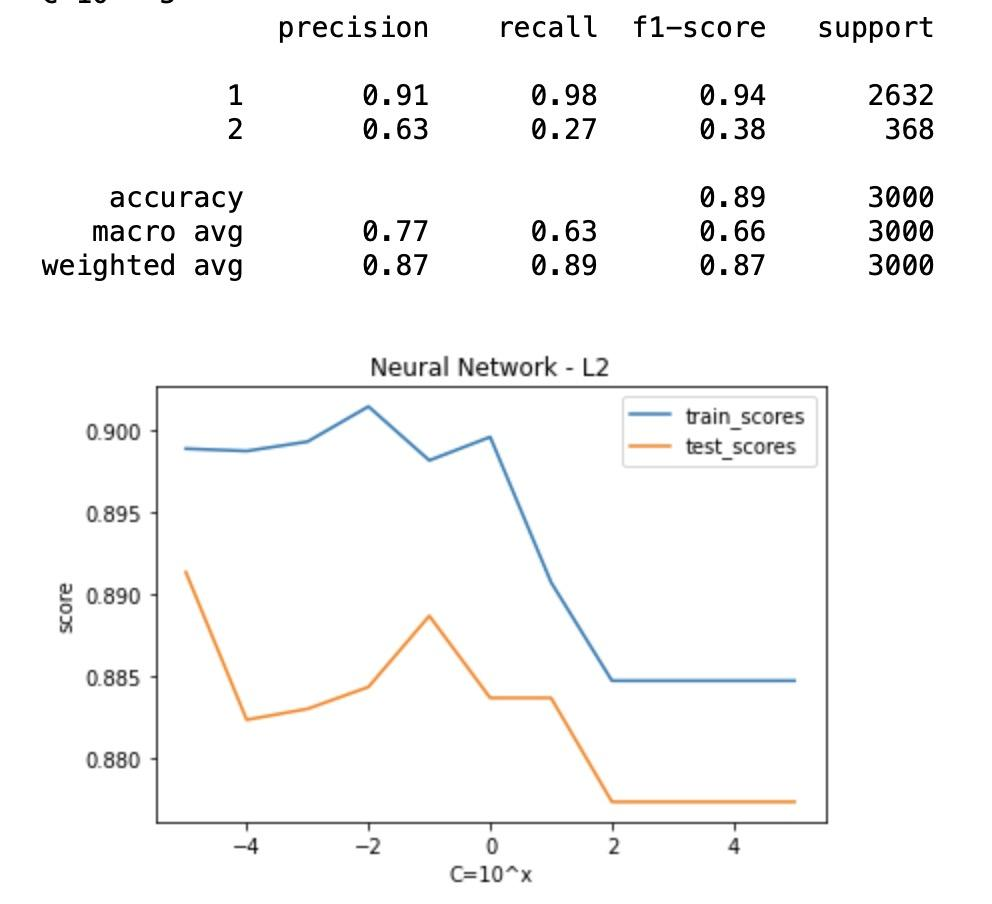 precision recall f1-score support
1 0.91 0.98 0.94 2632
2 0.63 0.27 0.38 368
accuracy 0.89 3000
macro avg 0.77 0.63 0.66 3000
weighted avg 0.87 0.89 0.87 3000
Neural Network - L2
train_scores
test_scores
0.900
0.895
0.890
0.885
0.880
score
−4 −2 0 2 4
C=10^x